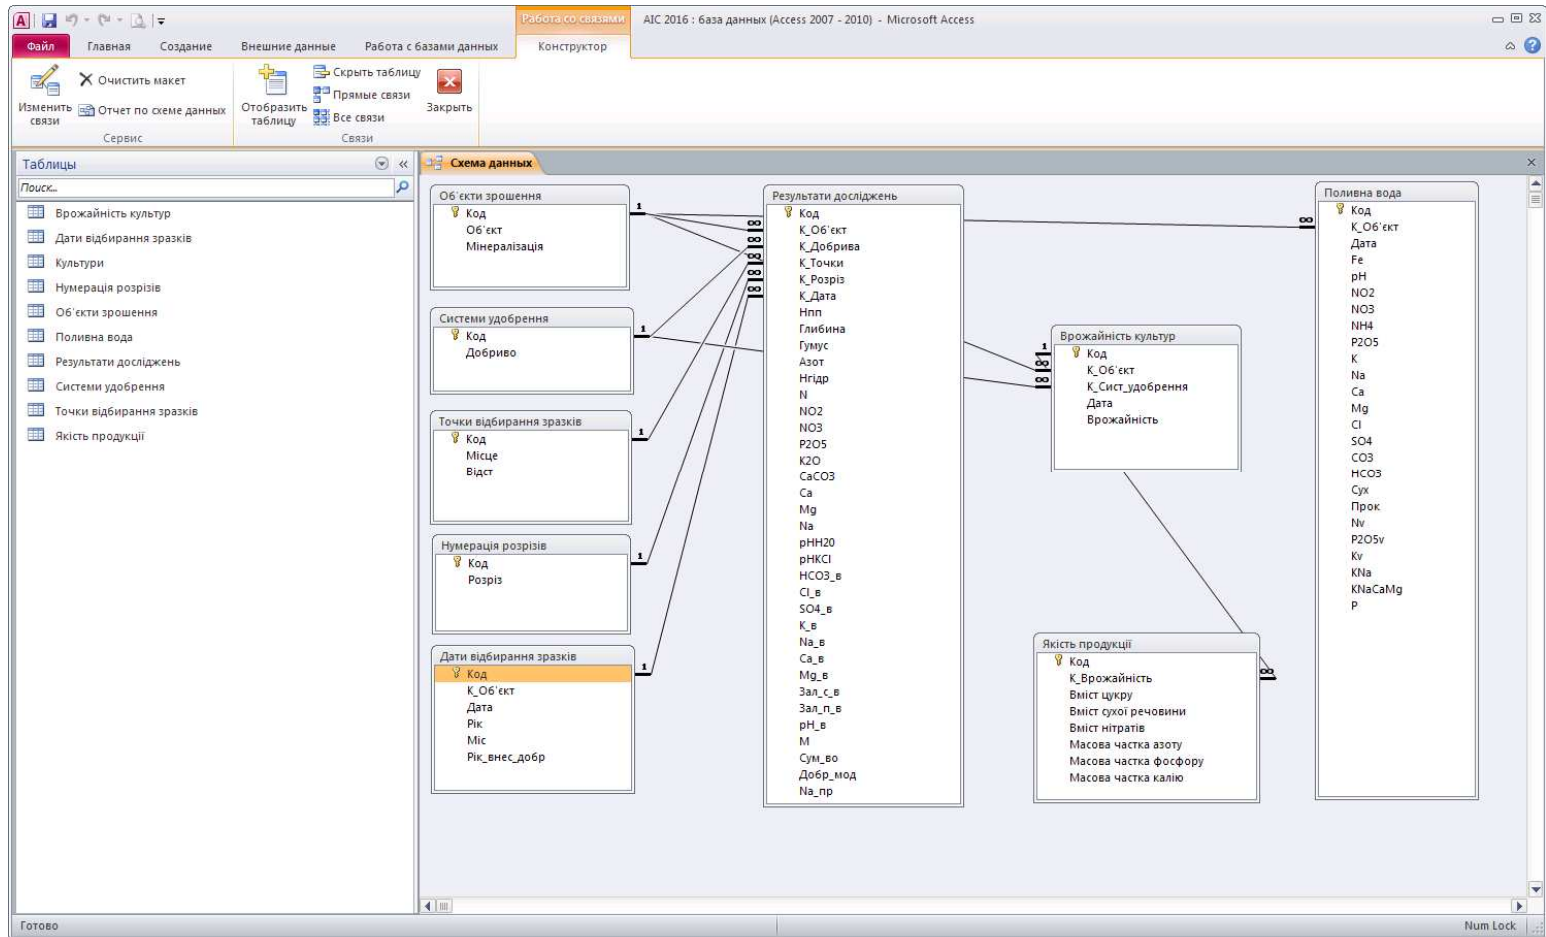 Работа со связями
AIC 2016 : база данных (Access 2007 - 2010) - Microsoft Access
Файл
Главная
Создание
Внешние данные
Работа с базами данных
Конструктор
Изменить связи
Очистить макет
Отчет по схеме данных
Сервис
Отобразить таблицу
Скрыть таблицу
Прямые связи
Все связи
Связи
Закрыть
Таблицы
Поиск...
Врожайність культур
Дати відбирання зразків
Культури
Нумерація розрізів
Об'єкти зрошення
Поливна вода
Результати досліджень
Системи удобрення
Точки відбирання зразків
Якість продукції
Схема данных
Об'єкти зрошення
Код
Об'єкт
Мінералізація
1
Системи удобрення
Код
Добриво
1
Точки відбирання зразків
Код
Місце
Відст
1
Нумерація розрізів
Код
Розріз
1
Дати відбирання зразків
Код
К_Об'єкт
Дата
Рік
Міс
Рік_внес_добр
1
Результати досліджень
Код
К_Об'єкт
К_Добрива
К_Точки
К_Розріз
К_Дата
Нпп
Глибина
Гумус
Азот
Нгідр
N
NO2
NO3
P2O5
K2O
CaCO3
Ca
Mg
Na
pHH20
pHKCl
HCO3_в
Cl_в
SO4_в
K_в
Na_в
Ca_в
Mg_в
Зал_с_в
Зал_п_в
pH_в
M
Сум_во
Добр_мод
Na_пр
∞
∞
∞
∞
∞
Врожайність культур
Код
К_Об'єкт
К_Сист_удобрення
Дата
Врожайність
1
∞
∞
Якість продукції
Код
К_Врожайність
Вміст цукру
Вміст сухої речовини
Вміст нітратів
Масова частка азоту
Масова частка фосфору
Масова частка калію
∞
Поливна вода
Код
К_Об'єкт
Дата
Fe
pH
NO2
NO3
NH4
P2O5
K
Na
Ca
Mg
Cl
SO4
CO3
HCO3
Сух
Прок
Nv
P2O5v
Kv
KNa
KNaCaMg
P
∞
Готово
Num Lock